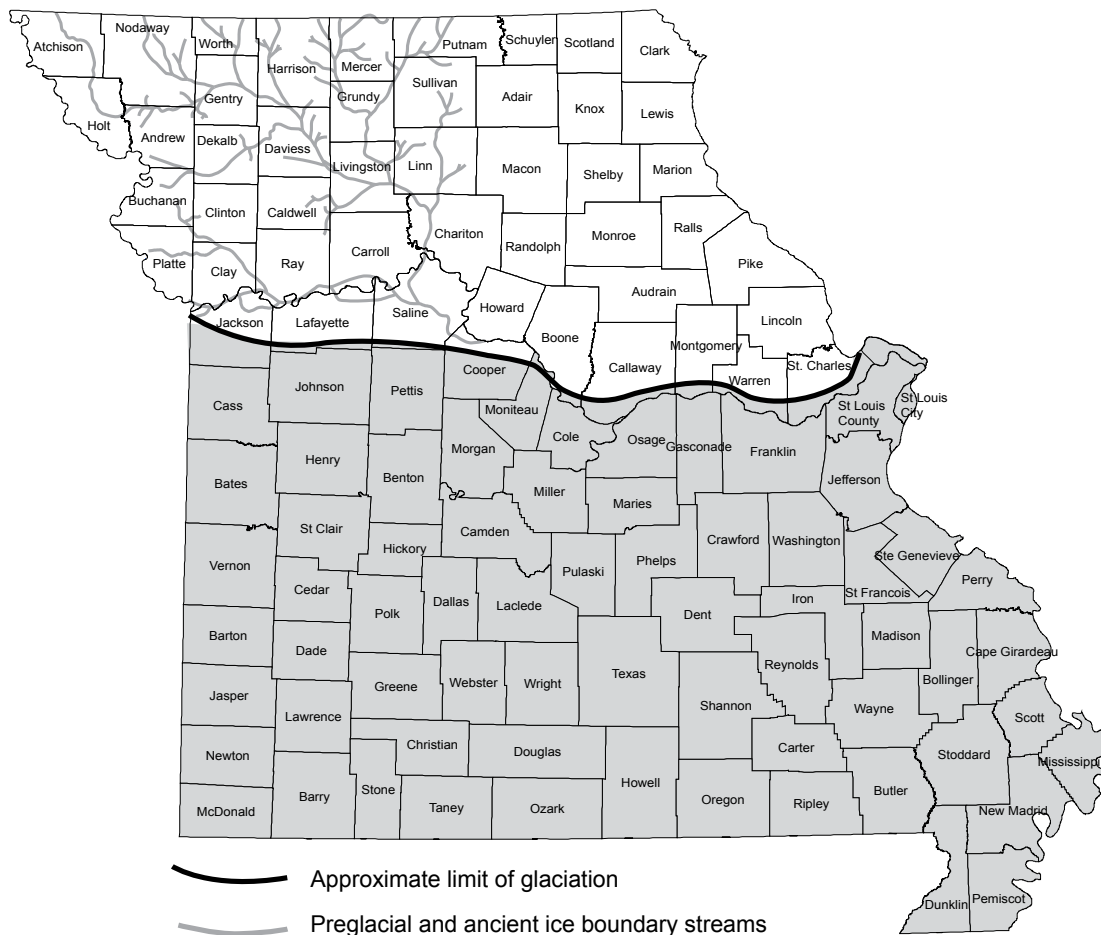 Nodaway
Atchison
Worth
Putnam
Schuyler
Scotland
Clark
Harrison
Mercer
Sullivan
Gentry
Grundy
Adair
Knox
Lewis
Holt
Andrew
Dekalb
Daviess
Livingston
Linn
Macon
Shelby
Marion
Buchanan
Clinton
Caldwell
Chariton
Randolph
Monroe
Ralls
Platte
Clay
Ray
Carroll
Pike
Audrain
Howard
Saline
Jackson
Lafayette
Boone
Lincoln
Callaway
Montgomery
Warren
St. Charles
Cooper
Johnson
Pettis
Cass
Moniteau
Cole
Osage
Gasconade
Franklin
St Louis
County
St Louis
City
Morgan
Henry
Benton
Bates
Miller
Maries
Jefferson
St Clair
Camden
Hickory
Crawford
Washington
Vernon
Pulaski
Phelps
Ste Genevieve
Perry
Cedar
Polk
Dallas
Laclede
Dent
Iron
St Francois
Barton
Dade
Madison
Cape Girardeau
Jasper
Greene
Webster
Wright
Texas
Reynolds
Bollinger
Lawrence
Shannon
Wayne
Scott
Newton
Christian
Douglas
Carter
Stoddard
Mississippi
McDonald
Barry
Stone
Taney
Ozark
Howell
Oregon
Ripley
Butler
New Madrid
Dunklin
Pemiscot
Approximate limit of glaciation
Preglacial and ancient ice boundary streams